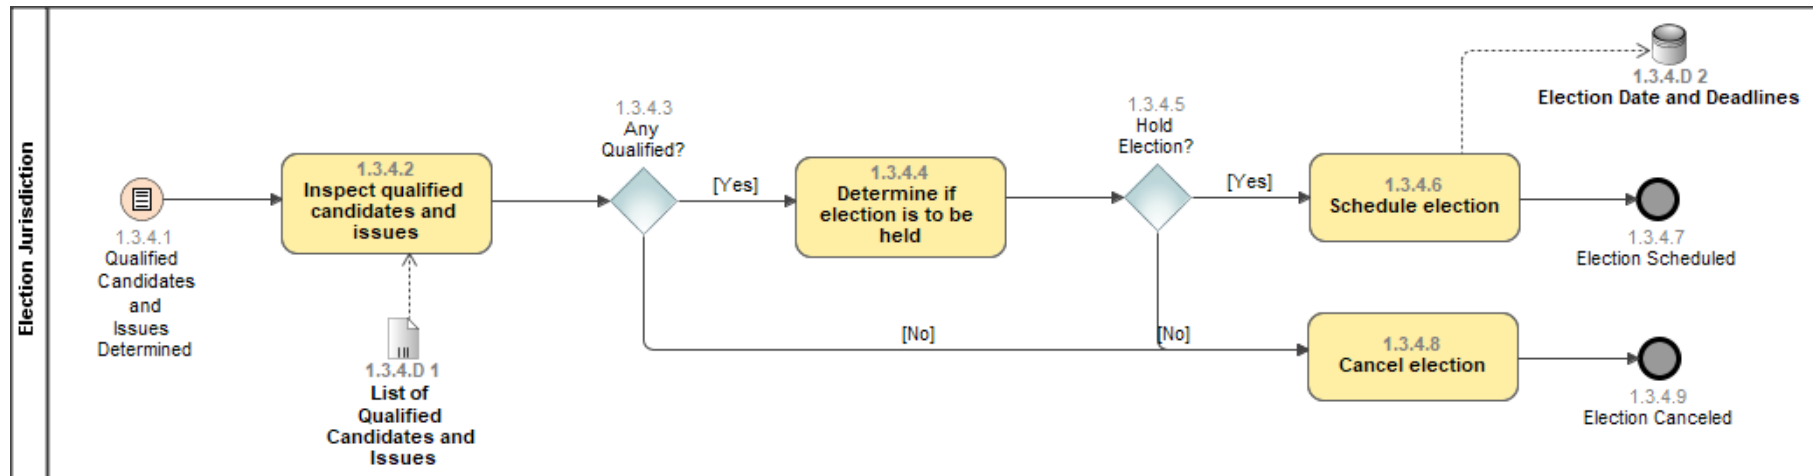 Election Jurisdiction
1.3.4.1
Qualified
Candidates
and
Issues
Determined
1.3.4.2
Inspect qualified
candidates and
issues
1.3.4.D 1
List of
Qualified
Candidates and
Issues
1.3.4.3
Any
Qualified?
[Yes]
[No]
1.3.4.4
Determine if
election is to be
held
1.3.4.5
Hold
Election?
[Yes]
[No]
1.3.4.6
Schedule election
1.3.4.D 2
Election Date and Deadlines
1.3.4.7
Election Scheduled
1.3.4.8
Cancel election
1.3.4.9
Election Canceled